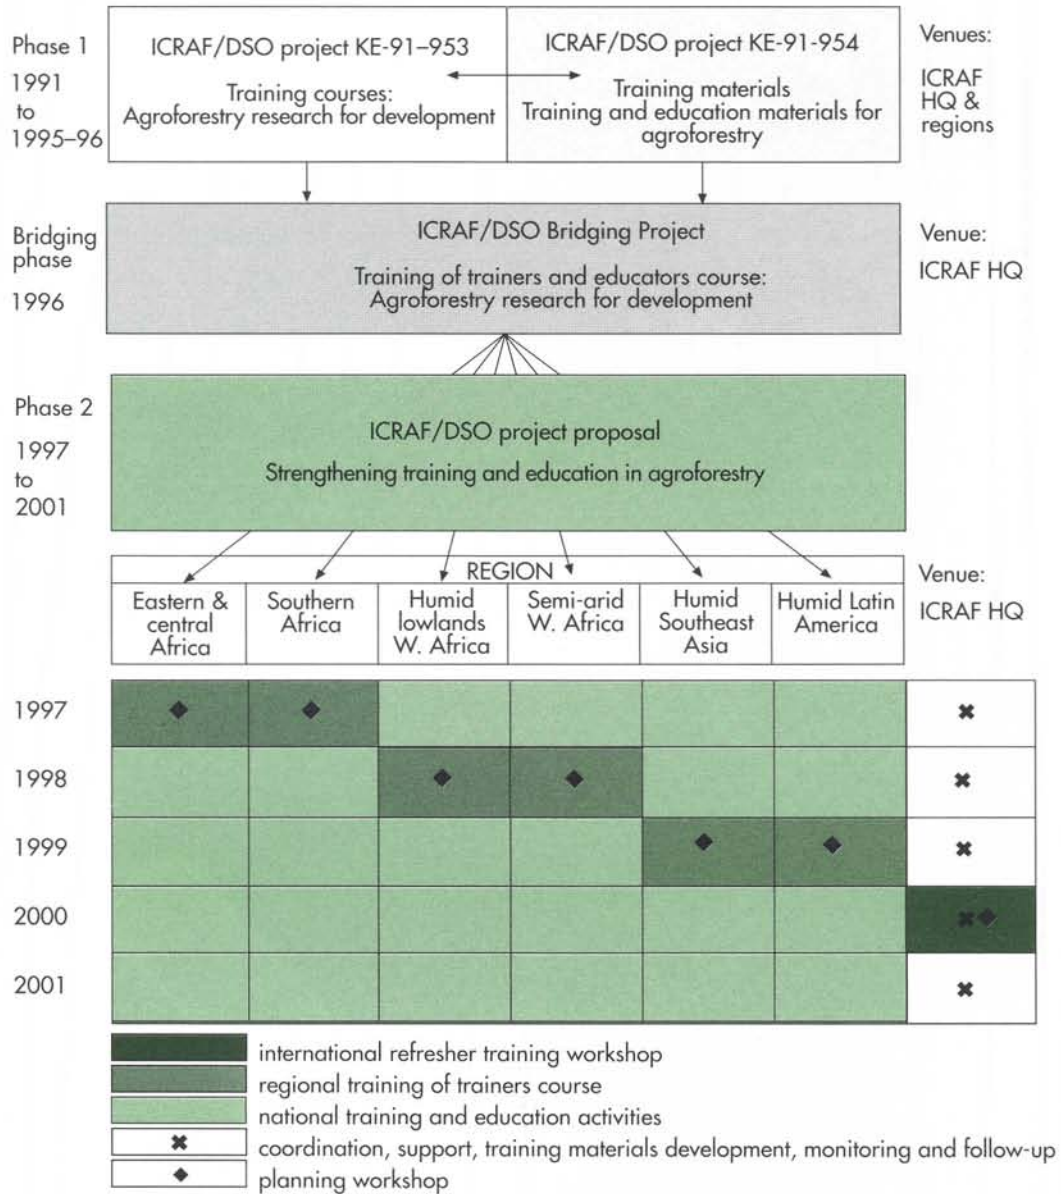 Phase 1
1991
to
1995–96
ICRAF/DSO project KE-91–953
Training courses:
Agroforestry research for development
ICRAF/DSO project KE-91-954
Training materials
Training and education materials for
agroforestry
Venues:
ICRAF
HQ &
regions
Bridging
phase
1996
ICRAF/DSO Bridging Project
Training of trainers and educators course:
Agroforestry research for development
Venue:
ICRAF HQ
Phase 2
1997
to
2001
ICRAF/DSO project proposal
Strengthening training and education in agroforestry
REGION
Eastern &
central
Africa
Southern
Africa
Humid
lowlands
W. Africa
Semi-arid
W. Africa
Humid
Southeast
Asia
Humid Latin
America
Venue:
ICRAF HQ
1997
1998
1999
2000
2001
international refresher training workshop
regional training of trainers course
national training and education activities
coordination, support, training materials development, monitoring and follow-up
planning workshop